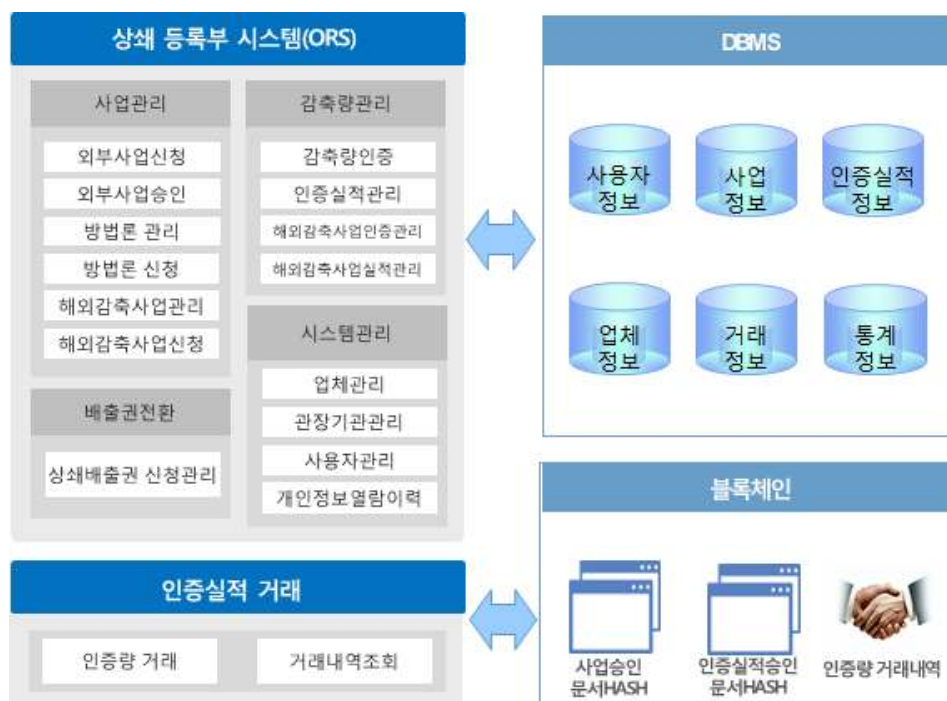 상쇄 등록부 시스템(ORS)
사업관리
외부사업신청
외부사업승인
방법론 관리
방법론 신청
해외감축사업관리
해외감축사업신청
배출권전환
상쇄배출권 신청관리
감축량관리
감축량인증
인증실적관리
해외감축사업인증관리
해외감축사업실적관리
시스템관리
업체관리
관장기관관리
사용자관리
개인정보열람이력
DBMS
사용자
정보
사업
정보
인증실적
정보
업체
정보
거래
정보
통계
정보
인증실적 거래
인증량 거래
거래내역조회
블록체인
사업승인
문서HASH
인증실적승인
문서HASH
인증량 거래내역